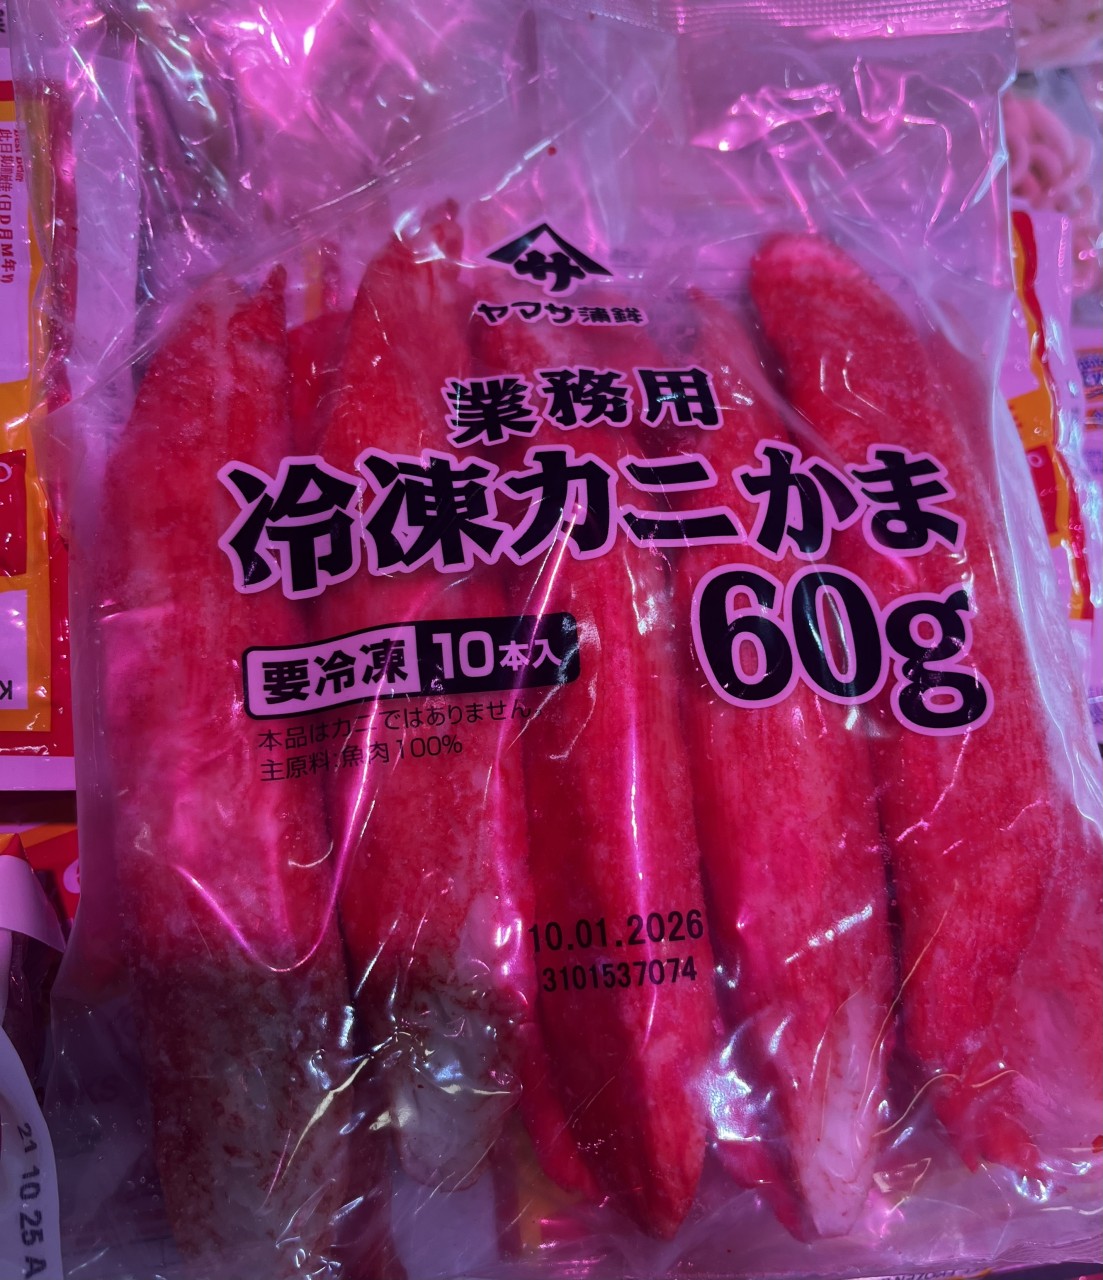 サ
ヤマサ蒲鉾
業務用
冷凍カニかま
60g
要冷凍 10本入
本品はカニではありません。
主原料:魚肉100%
10.01.2026
3101537074
21 10.25 A